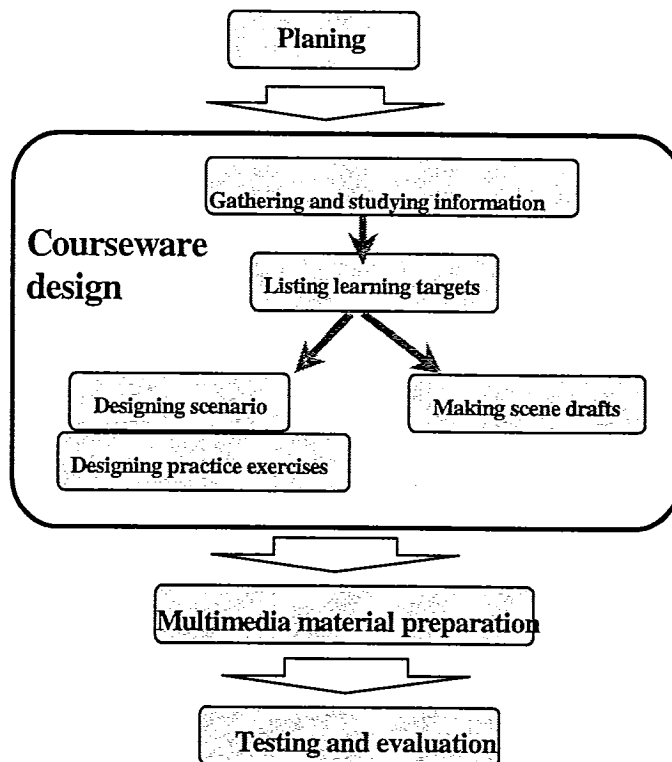 Planing
Gathering and studying information
Courseware
design
Listing learning targets
Designing scenario
Making scene drafts
Designing practice exercises
Multimedia material preparation
Testing and evaluation